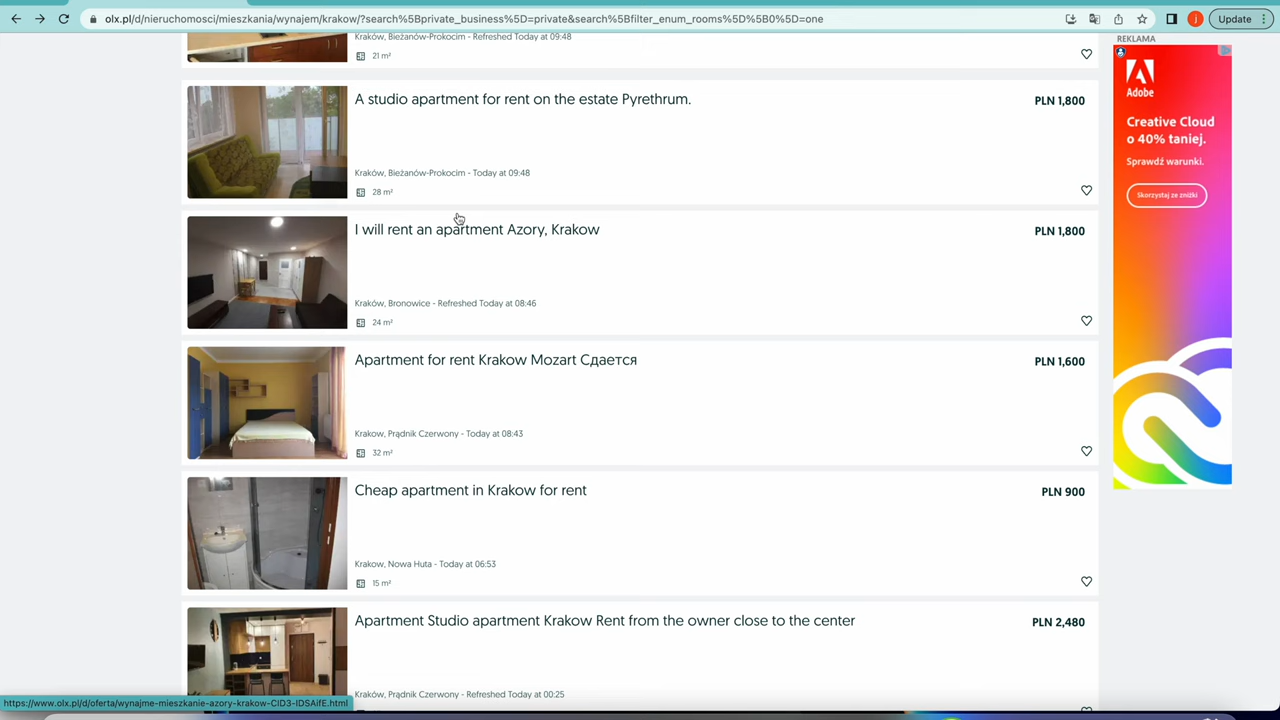 olx.pl/d/nieruchomosci/mieszkania/wynajem/krakow/?search%5Bprivate_business%5D=private&search%5Bfilter_enum_rooms%5D%5B0%5D=one
j
Update
Kraków, Bieżanów-Prokocim - Refreshed Today at 09:48
21 m²
REKLAMA
A studio apartment for rent on the estate Pyrethrum.
PLN 1,800
Kraków, Bieżanów-Prokocim - Today at 09:48
28 m²
I will rent an apartment Azory, Krakow
PLN 1,800
Kraków, Bronowice - Refreshed Today at 08:46
24 m²
Apartment for rent Krakow Mozart Сдается
PLN 1,600
Krakow, Prądnik Czerwony - Today at 08:43
32 m²
Cheap apartment in Krakow for rent
PLN 900
Krakow, Nowa Huta - Today at 06:53
15 m²
Apartment Studio apartment Krakow Rent from the owner close to the center
PLN 2,480
Kraków, Prądnik Czerwony - Refreshed Today at 00:25
Adobe
Creative Cloud
o 40% taniej.
Sprawdź warunki.
Skorzystaj ze zniżki
https://www.olx.pl/d/oferta/wynajme-mieszkanie-azory-krakow-CID3-IDSAifE.html